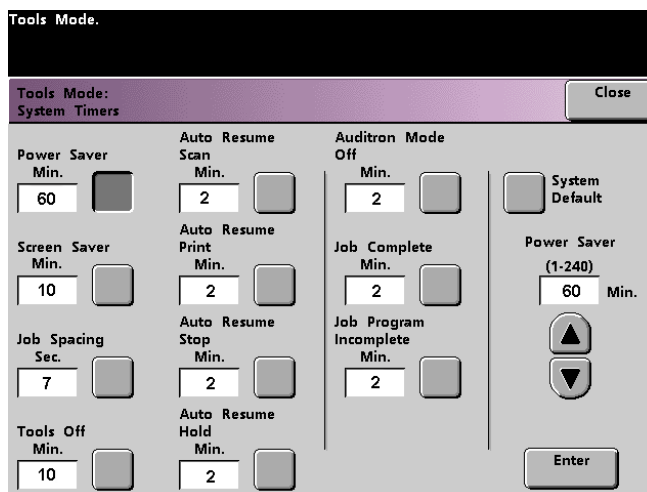 Tools Mode.
Tools Mode:
System Timers
Close
Power Saver
Min.
60
Screen Saver
Min.
10
Job Spacing
Sec.
7
Tools Off
Min.
10
Auto Resume
Scan
Min.
2
Auto Resume
Print
Min.
2
Auto Resume
Stop
Min.
2
Auto Resume
Hold
Min.
2
Auditron Mode
Off
Min.
2
Job Complete
Min.
2
Job Program
Incomplete
Min.
2
System
Default
Power Saver
(1-240)
60 Min.
Enter